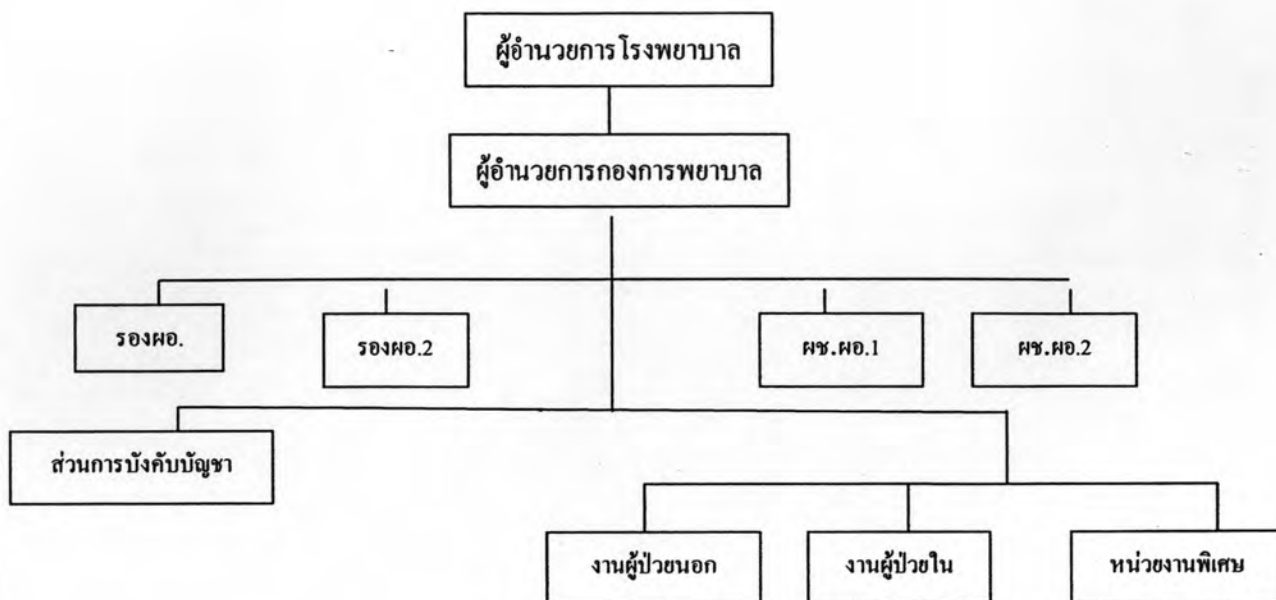 ผู้อำนวยการโรงพยาบาล
ผู้อำนวยการกองการพยาบาล
รองผอ.
รองผอ.2
ผช.ผอ.1
ผช.ผอ.2
ส่วนการบังคับบัญชา
งานผู้ป่วยนอก
งานผู้ป่วยใน
หน่วยงานพิเศษ